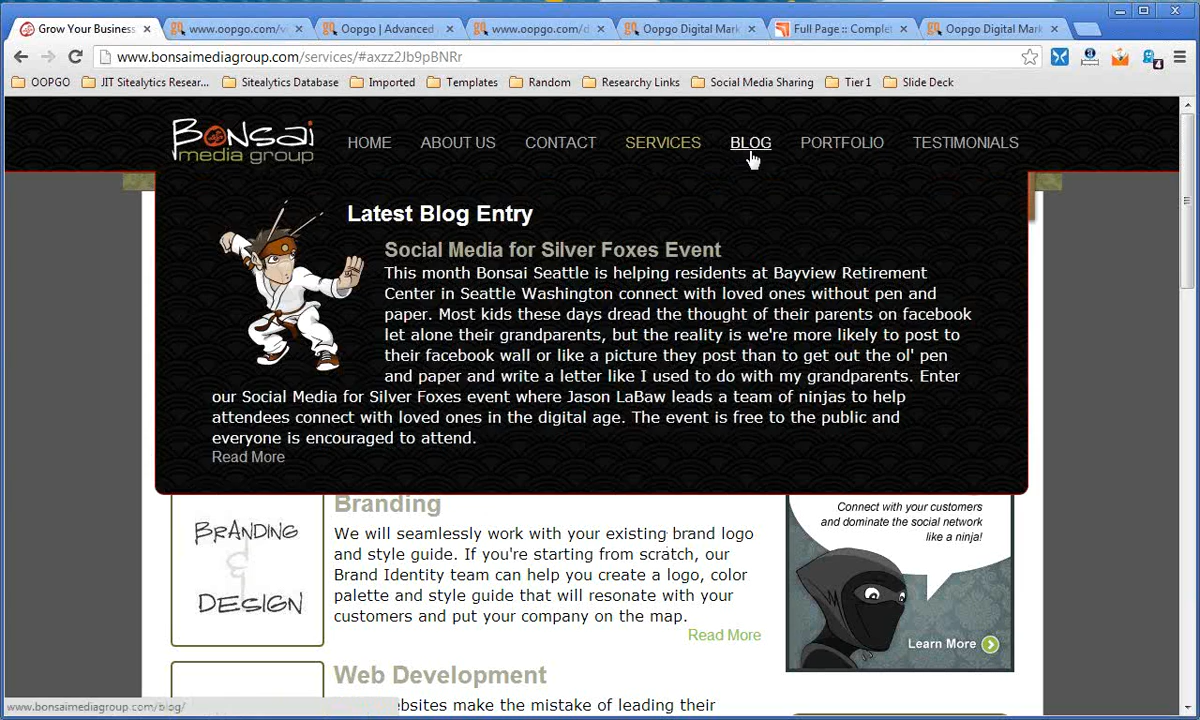 Grow Your Business
www.oopgo.com/
Oopgo | Advanced
www.oopgo.com/
Oopgo Digital Mark
Full Page :: Complet
Oopgo Digital Mark
www.bonsaimediagroup.com/services/#axzz2Jb9pBNRr
OOPGO
JIT Sitealytics Resear...
Sitealytics Database
Imported
Templates
Random
Researchy Links
Social Media Sharing
Tier 1
Slide Deck
4
Bonsai
media group
HOME
ABOUT US
CONTACT
SERVICES
BLOG
PORTFOLIO
TESTIMONIALS
Latest Blog Entry
Social Media for Silver Foxes Event
This month Bonsai Seattle is helping residents at Bayview Retirement
Center in Seattle Washington connect with loved ones without pen and
paper. Most kids these days dread the thought of their parents on facebook
let alone their grandparents, but the reality is we're more likely to post to
their facebook wall or like a picture they post than to get out the ol' pen
and paper and write a letter like I used to do with my grandparents. Enter
our Social Media for Silver Foxes event where Jason LaBaw leads a team of ninjas to help
attendees connect with loved ones in the digital age. The event is free to the public and
everyone is encouraged to attend.
Read More
BRANDING
&
DESIGN
Branding
We will seamlessly work with your existing brand logo
and style guide. If you're starting from scratch, our
Brand Identity team can help you create a logo, color
palette and style guide that will resonate with your
customers and put your company on the map.
Read More
Connect with your customers
and dominate the social network
like a ninja!
Learn More
Web Development
ebsites make the mistake of leading their
www.bonsaimediagroup.com/blog/